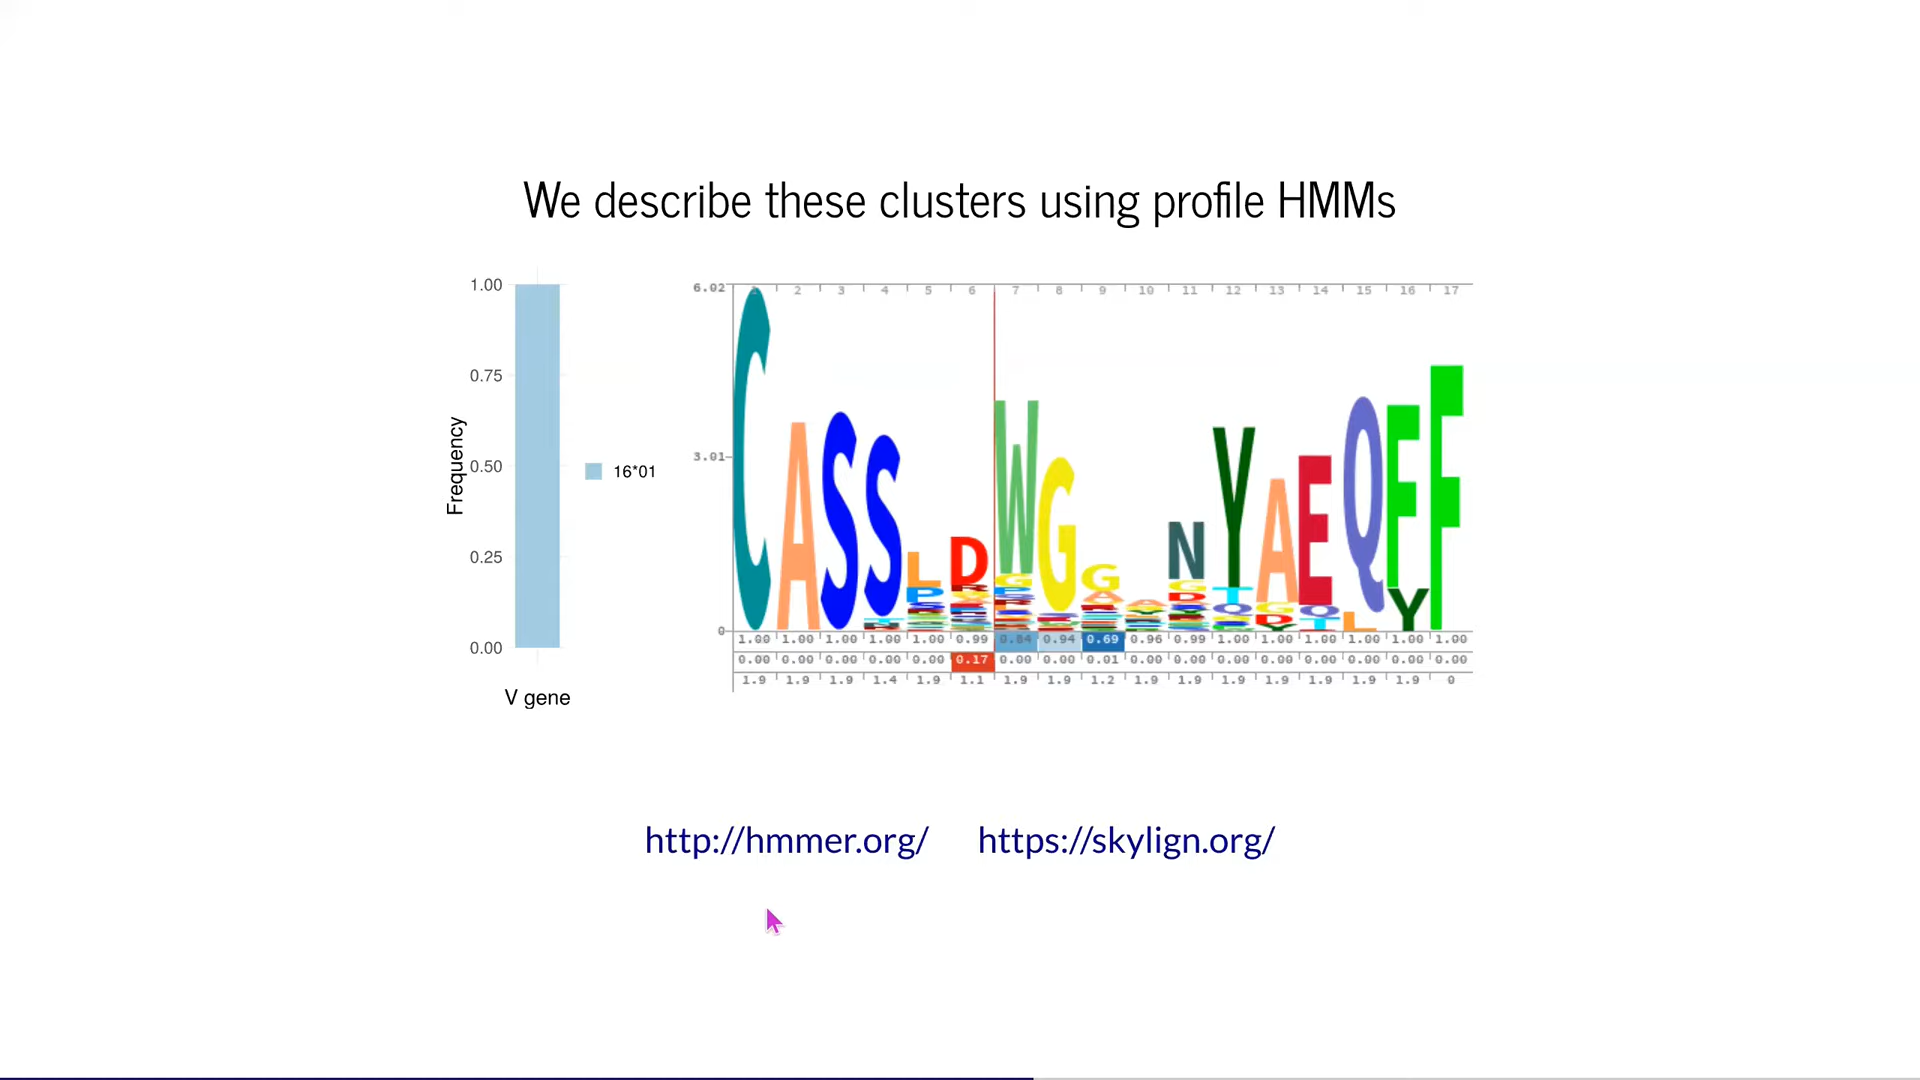 We describe these clusters using profile HMMs
1.00
0.75
0.50
0.25
0.00
Frequency
V gene
16*01
6.02
3.01
0
2 3 4 5 6 7 8 9 10 11 12 13 14 15 16 17
C A S S L D W G G N Y A E Q F F
P G A G T G Q L Y
D Q D T
1.00 1.00 1.00 1.00 1.00 0.99 0.84 0.94 0.69 0.96 0.99 1.00 1.00 1.00 1.00 1.00 1.00
0.00 0.00 0.00 0.00 0.00 0.17 0.00 0.00 0.01 0.00 0.00 0.00 0.00 0.00 0.00 0.00 0.00
1.9 1.9 1.9 1.4 1.9 1.1 1.9 1.9 1.2 1.9 1.9 1.9 1.9 1.9 1.9 1.9 0
http://hmmer.org/ https://skylign.org/